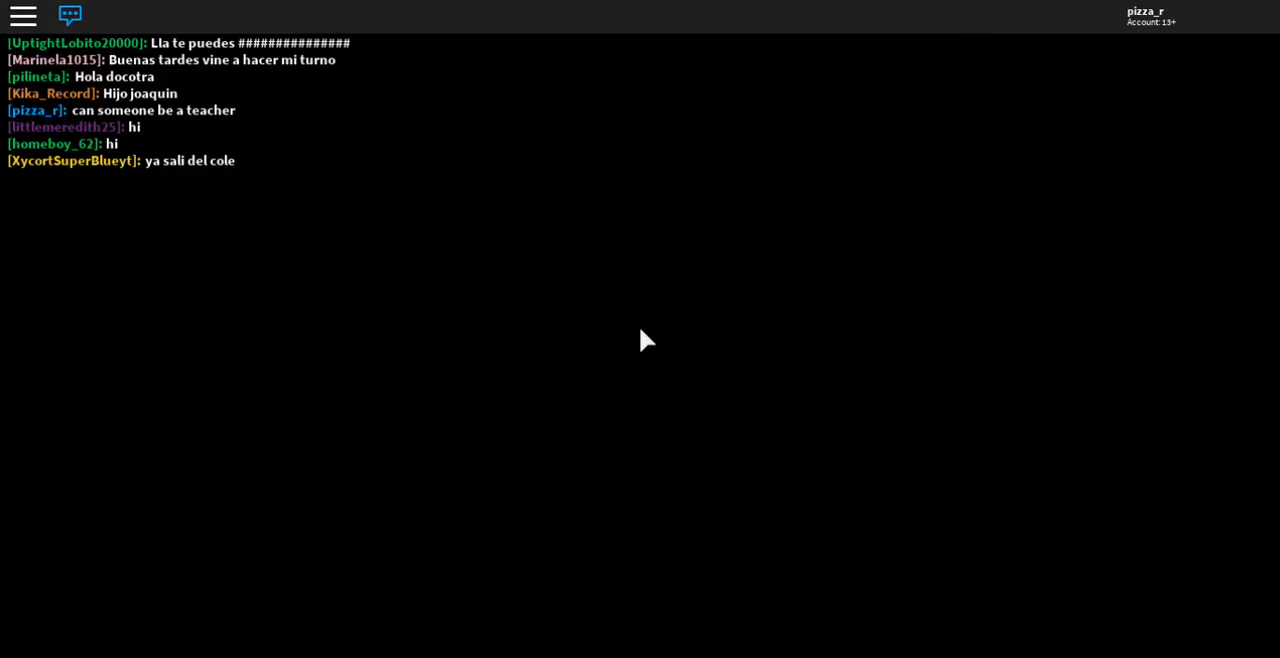 pizza_r
Account: 13+
[UptightLobito20000]: Lla te puedes ###############
[Marinela1015]: Buenas tardes vine a hacer mi turno
[pilineta]: Hola docotra
[Kika_Record]: Hijo joaquin
[pizza_r]: can someone be a teacher
[littlemeredith25]: hi
[homeboy_62]: hi
[XycortSuperBlueyt]: ya sali del cole